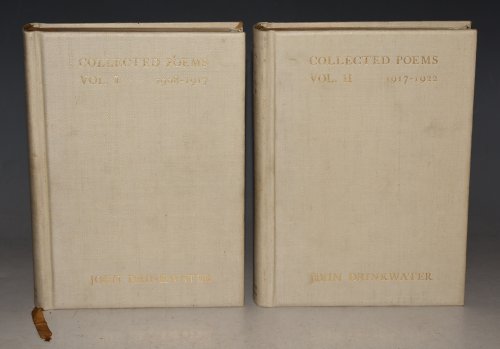 COLLECTED POEMS
VOL. I 1908-1917
JOHN DRINKWATER
COLLECTED POEMS
VOL. II 1917-1922
JOHN DRINKWATER